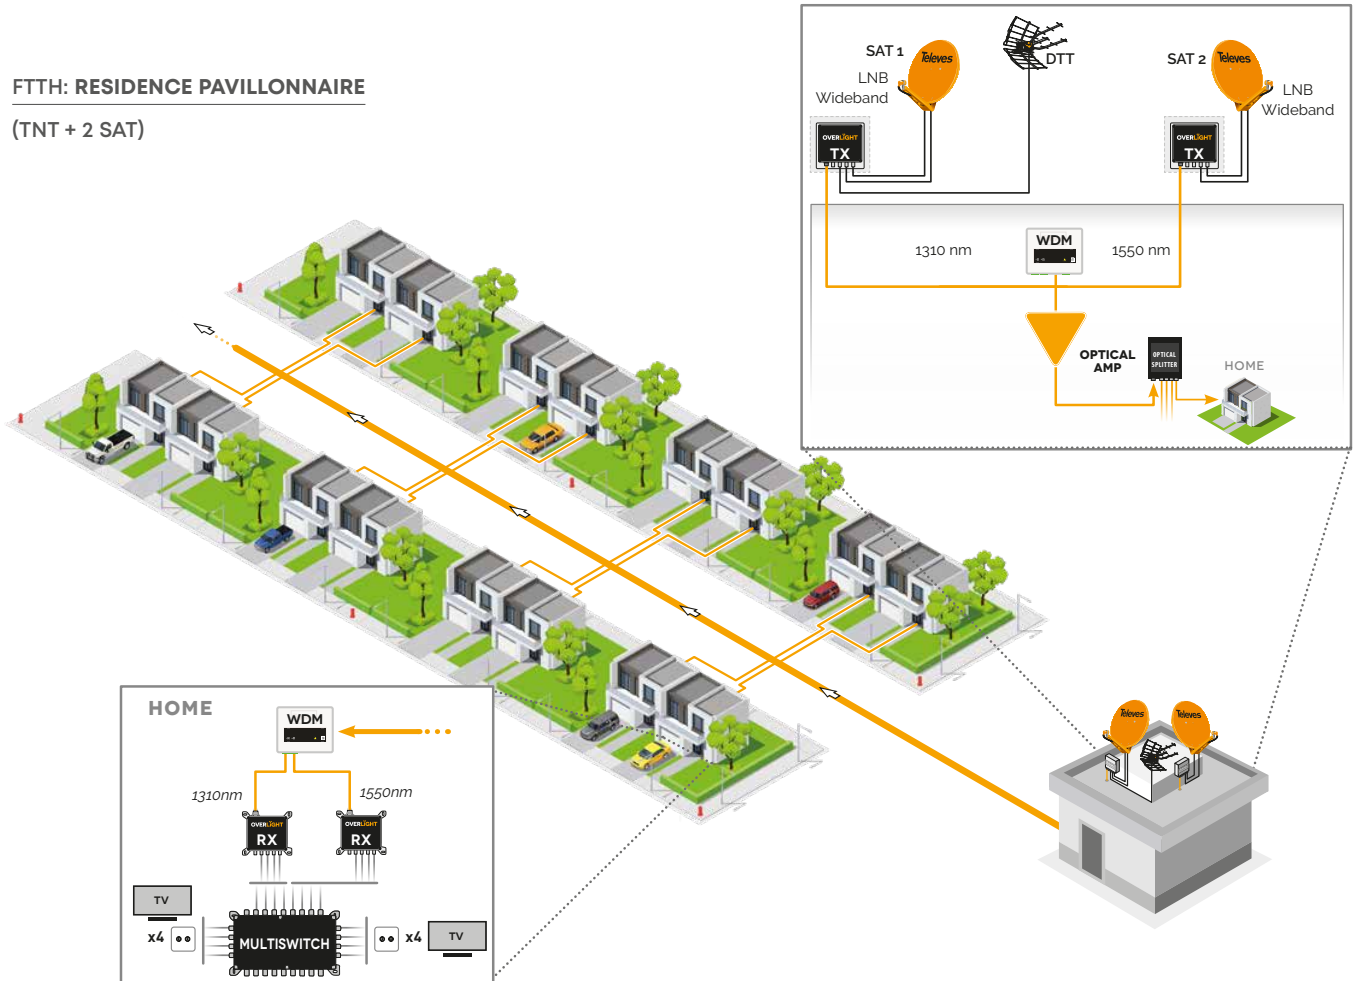 FTTH: RESIDENCE PAVILLONNAIRE
(TNT + 2 SAT)
SAT 1
Televes
LNB
Wideband
DTT
SAT 2
Televes
LNB
Wideband
OVERLIGHT
TX
OVERLIGHT
TX
1310 nm
WDM
1550 nm
OPTICAL
AMP
OPTICAL
SPLITTER
HOME
Televes
Televes
HOME
WDM
1310nm
1550nm
OVERLIGHT
RX
OVERLIGHT
RX
TV
x4
MULTISWITCH
x4
TV